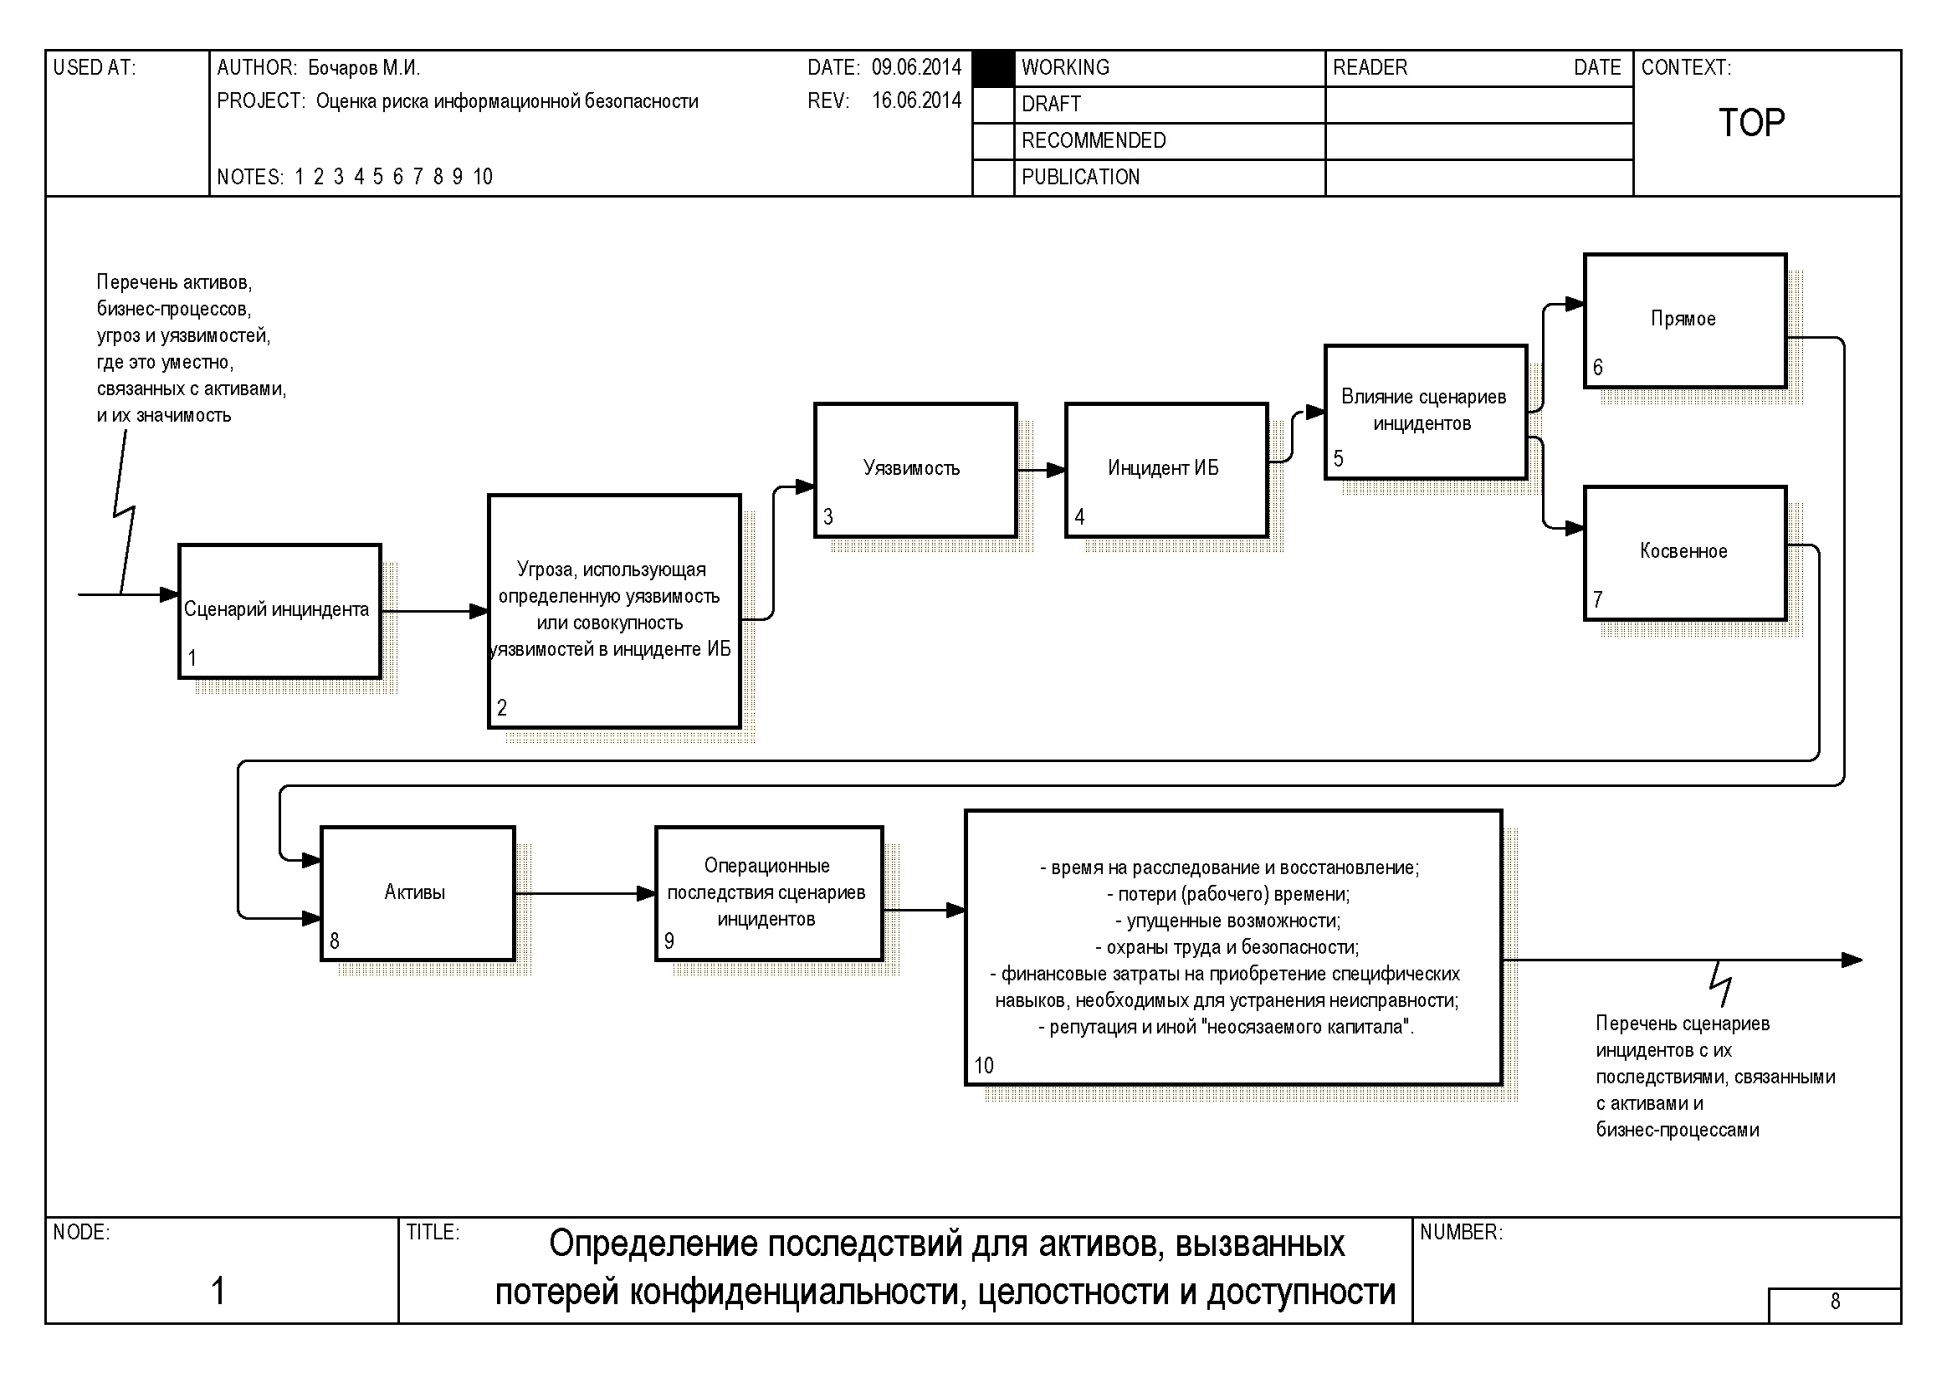 USED AT:
AUTHOR: Бочаров М.И.
DATE: 09.06.2014
PROJECT: Оценка риска информационной безопасности
REV: 16.06.2014
NOTES: 1 2 3 4 5 6 7 8 9 10
WORKING
DRAFT
RECOMMENDED
PUBLICATION
READER
DATE
CONTEXT:
TOP
Перечень активов,
бизнес-процессов,
угроз и уязвимостей,
где это уместно,
связанных с активами,
и их значимость
Сценарий инциндента
1
Угроза, использующая
определенную уязвимость
или совокупность
уязвимостей в инциденте ИБ
2
Уязвимость
3
Инцидент ИБ
4
Влияние сценариев
инцидентов
5
Прямое
6
Косвенное
7
Активы
8
Операционные
последствия сценариев
инцидентов
9
- время на расследование и восстановление;
- потери (рабочего) времени;
- упущенные возможности;
- охраны труда и безопасности;
- финансовые затраты на приобретение специфических
навыков, необходимых для устранения неисправности;
- репутация и иной "неосязаемого капитала".
10
Перечень сценариев
инцидентов с их
последствиями, связанными
с активами и
бизнес-процессами
NODE:
1
TITLE:
Определение последствий для активов, вызванных
потерей конфиденциальности, целостности и доступности
NUMBER:
8